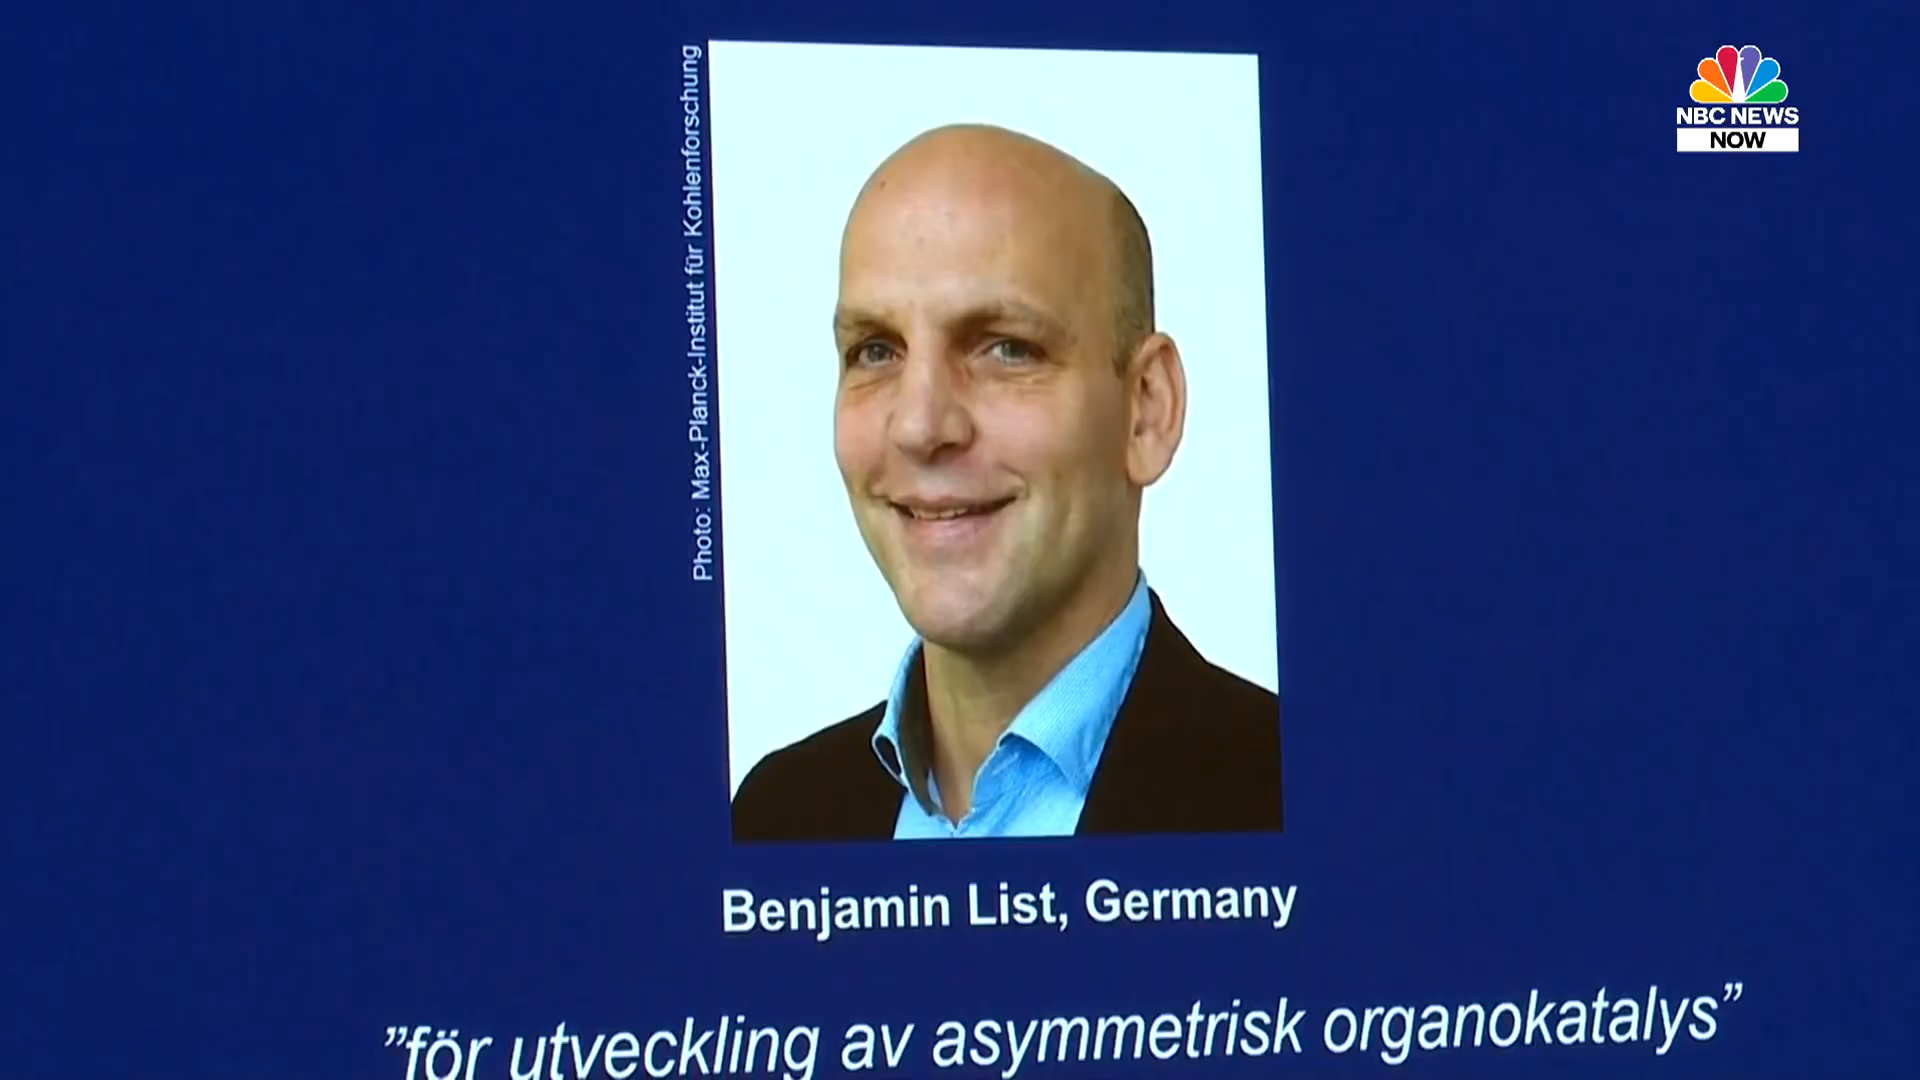 Photo: Max-Planck-Institut für Kohlenforschung
NBC NEWS
NOW
Benjamin List, Germany
”för utveckling av asymmetrisk organokatalys”